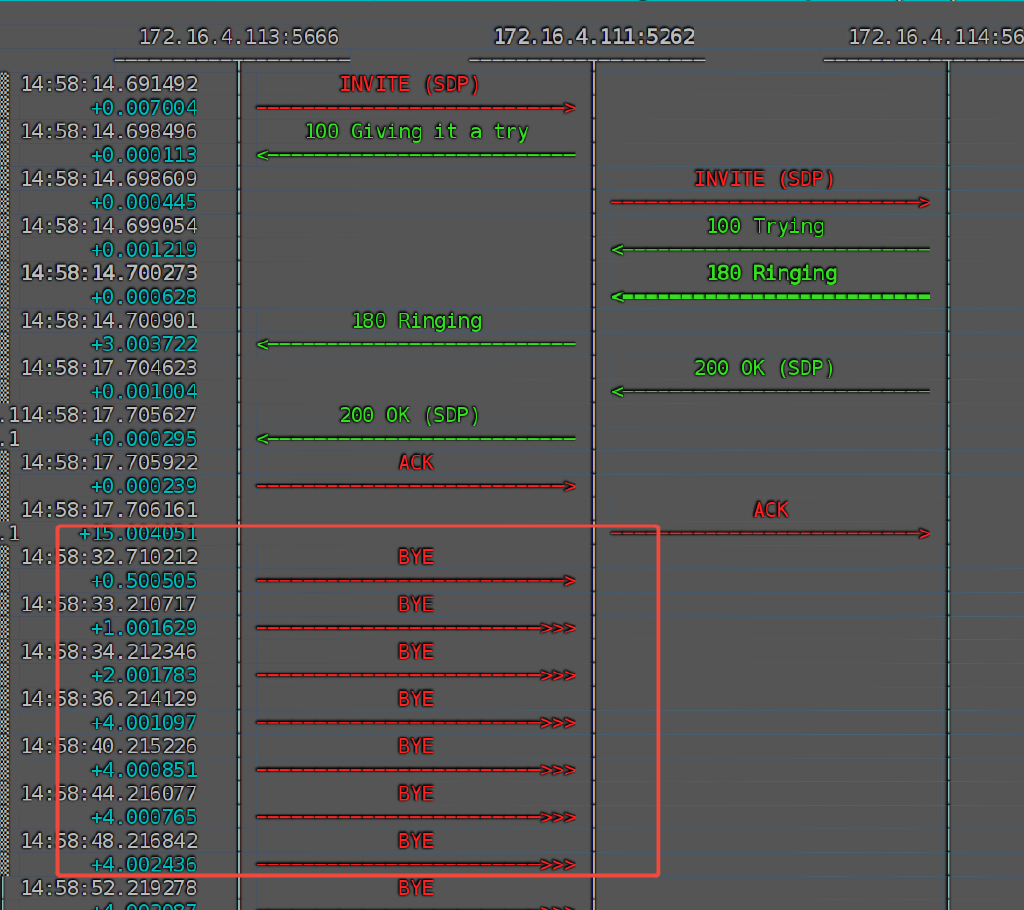 172.16.4.113:5666 172.16.4.111:5262 172.16.4.114:56
14:58:14.691492 INVITE (SDP)
+0.007004
14:58:14.698496 100 Giving it a try
+0.000113
14:58:14.698609 INVITE (SDP)
+0.000445
14:58:14.699054 100 Trying
+0.001219
14:58:14.700273 180 Ringing
+0.000628
14:58:14.700901 180 Ringing
+3.003722
14:58:17.704623 200 OK (SDP)
+0.001004
.114:58:17.705627 200 OK (SDP)
.1 +0.000295
14:58:17.705922 ACK
+0.000239
14:58:17.706161 ACK
.1 +15.004051
14:58:32.710212 BYE
+0.500505
14:58:33.210717 BYE
+1.001629
14:58:34.212346 BYE
+2.001783
14:58:36.214129 BYE
+4.001097
14:58:40.215226 BYE
+4.000851
14:58:44.216077 BYE
+4.000765
14:58:48.216842 BYE
+4.002436
14:58:52.219278 BYE